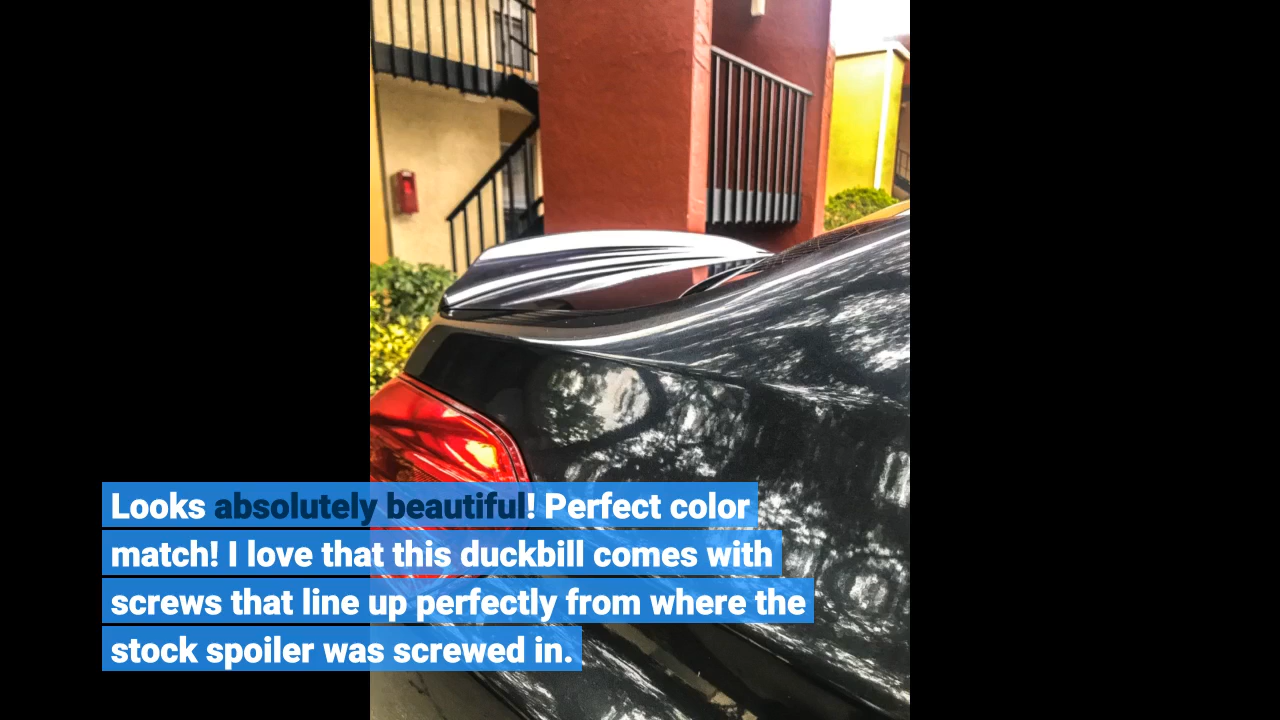 Looks absolutely beautiful! Perfect color
match! I love that this duckbill comes with
screws that line up perfectly from where the
stock spoiler was screwed in.